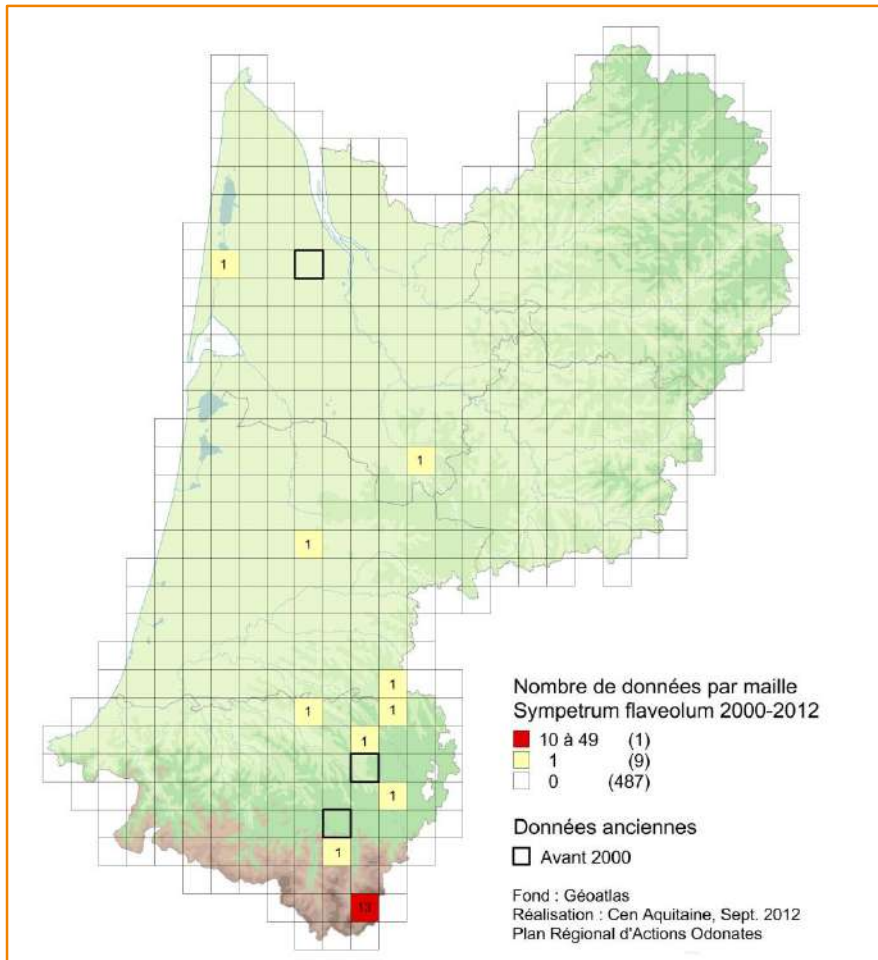 1
1
1
1
1
1
1
1
1
13
Nombre de données par maille
Sympetrum flaveolum 2000-2012
10 à 49 (1)
1 (9)
0 (487)
Données anciennes
Avant 2000
Fond : Géoatlas
Réalisation : Cen Aquitaine, Sept. 2012
Plan Régional d'Actions Odonates